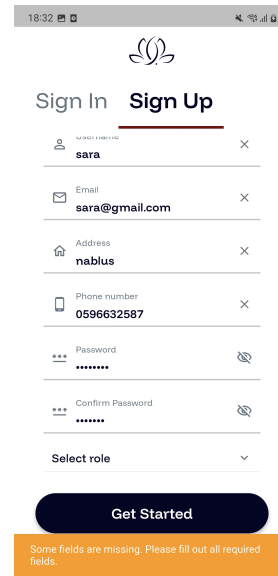 18:32
Sign In Sign Up
Username
sara
Email
sara@gmail.com
Address
nablus
Phone number
0596632587
Password
••••••••
Confirm Password
•••••••
Select role
Get Started
Some fields are missing. Please fill out all required
fields.